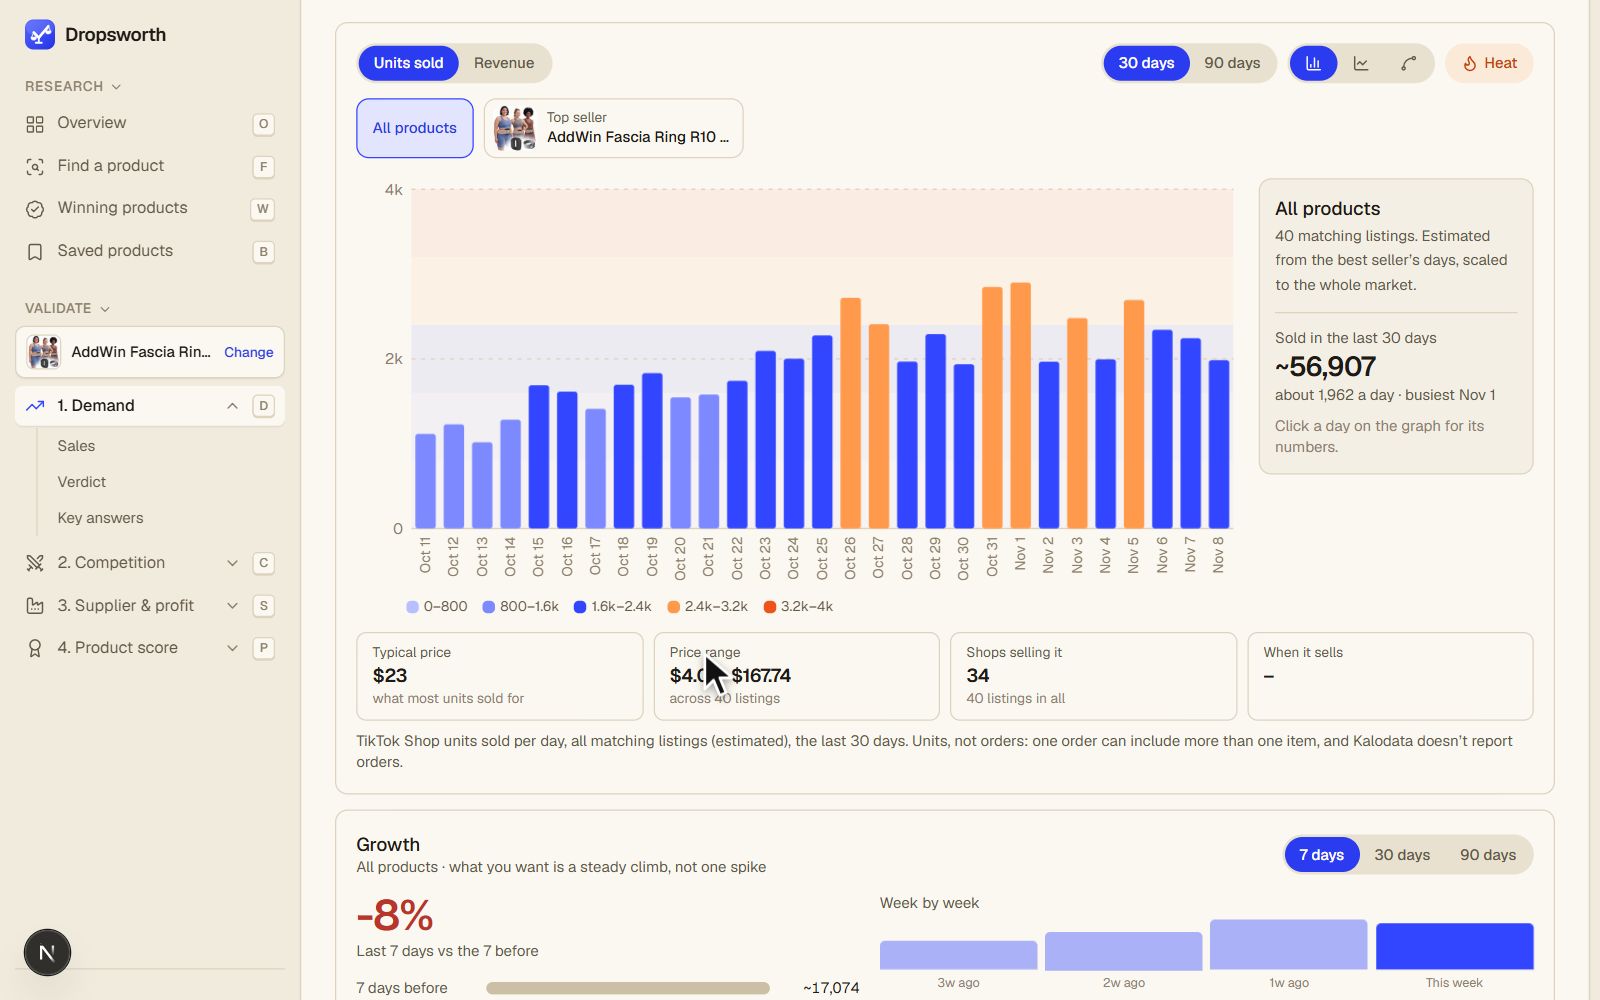 Dropsworth
RESEARCH
Overview
O
Find a product
F
Winning products
W
Saved products
B
VALIDATE
AddWin Fascia Rin...
Change
1. Demand
D
Sales
Verdict
Key answers
2. Competition
C
3. Supplier & profit
S
4. Product score
P
N
Units sold
Revenue
30 days
90 days
Heat
All products
Top seller
AddWin Fascia Ring R10 ...
4k
2k
0
Oct 11
Oct 12
Oct 13
Oct 14
Oct 15
Oct 16
Oct 17
Oct 18
Oct 19
Oct 20
Oct 21
Oct 22
Oct 23
Oct 24
Oct 25
Oct 26
Oct 27
Oct 28
Oct 29
Oct 30
Oct 31
Nov 1
Nov 2
Nov 3
Nov 4
Nov 5
Nov 6
Nov 7
Nov 8
0–800
800–1.6k
1.6k–2.4k
2.4k–3.2k
3.2k–4k
All products
40 matching listings. Estimated
from the best seller's days, scaled
to the whole market.
Sold in the last 30 days
~56,907
about 1,962 a day · busiest Nov 1
Click a day on the graph for its
numbers.
Typical price
$23
what most units sold for
Price range
$167.74
across 40 listings
Shops selling it
34
40 listings in all
When it sells
–
TikTok Shop units sold per day, all matching listings (estimated), the last 30 days. Units, not orders: one order can include more than one item, and Kalodata doesn't report
orders.
Growth
All products · what you want is a steady climb, not one spike
7 days
30 days
90 days
-8%
Last 7 days vs the 7 before
7 days before
~17,074
Week by week
3w ago
2w ago
1w ago
This week